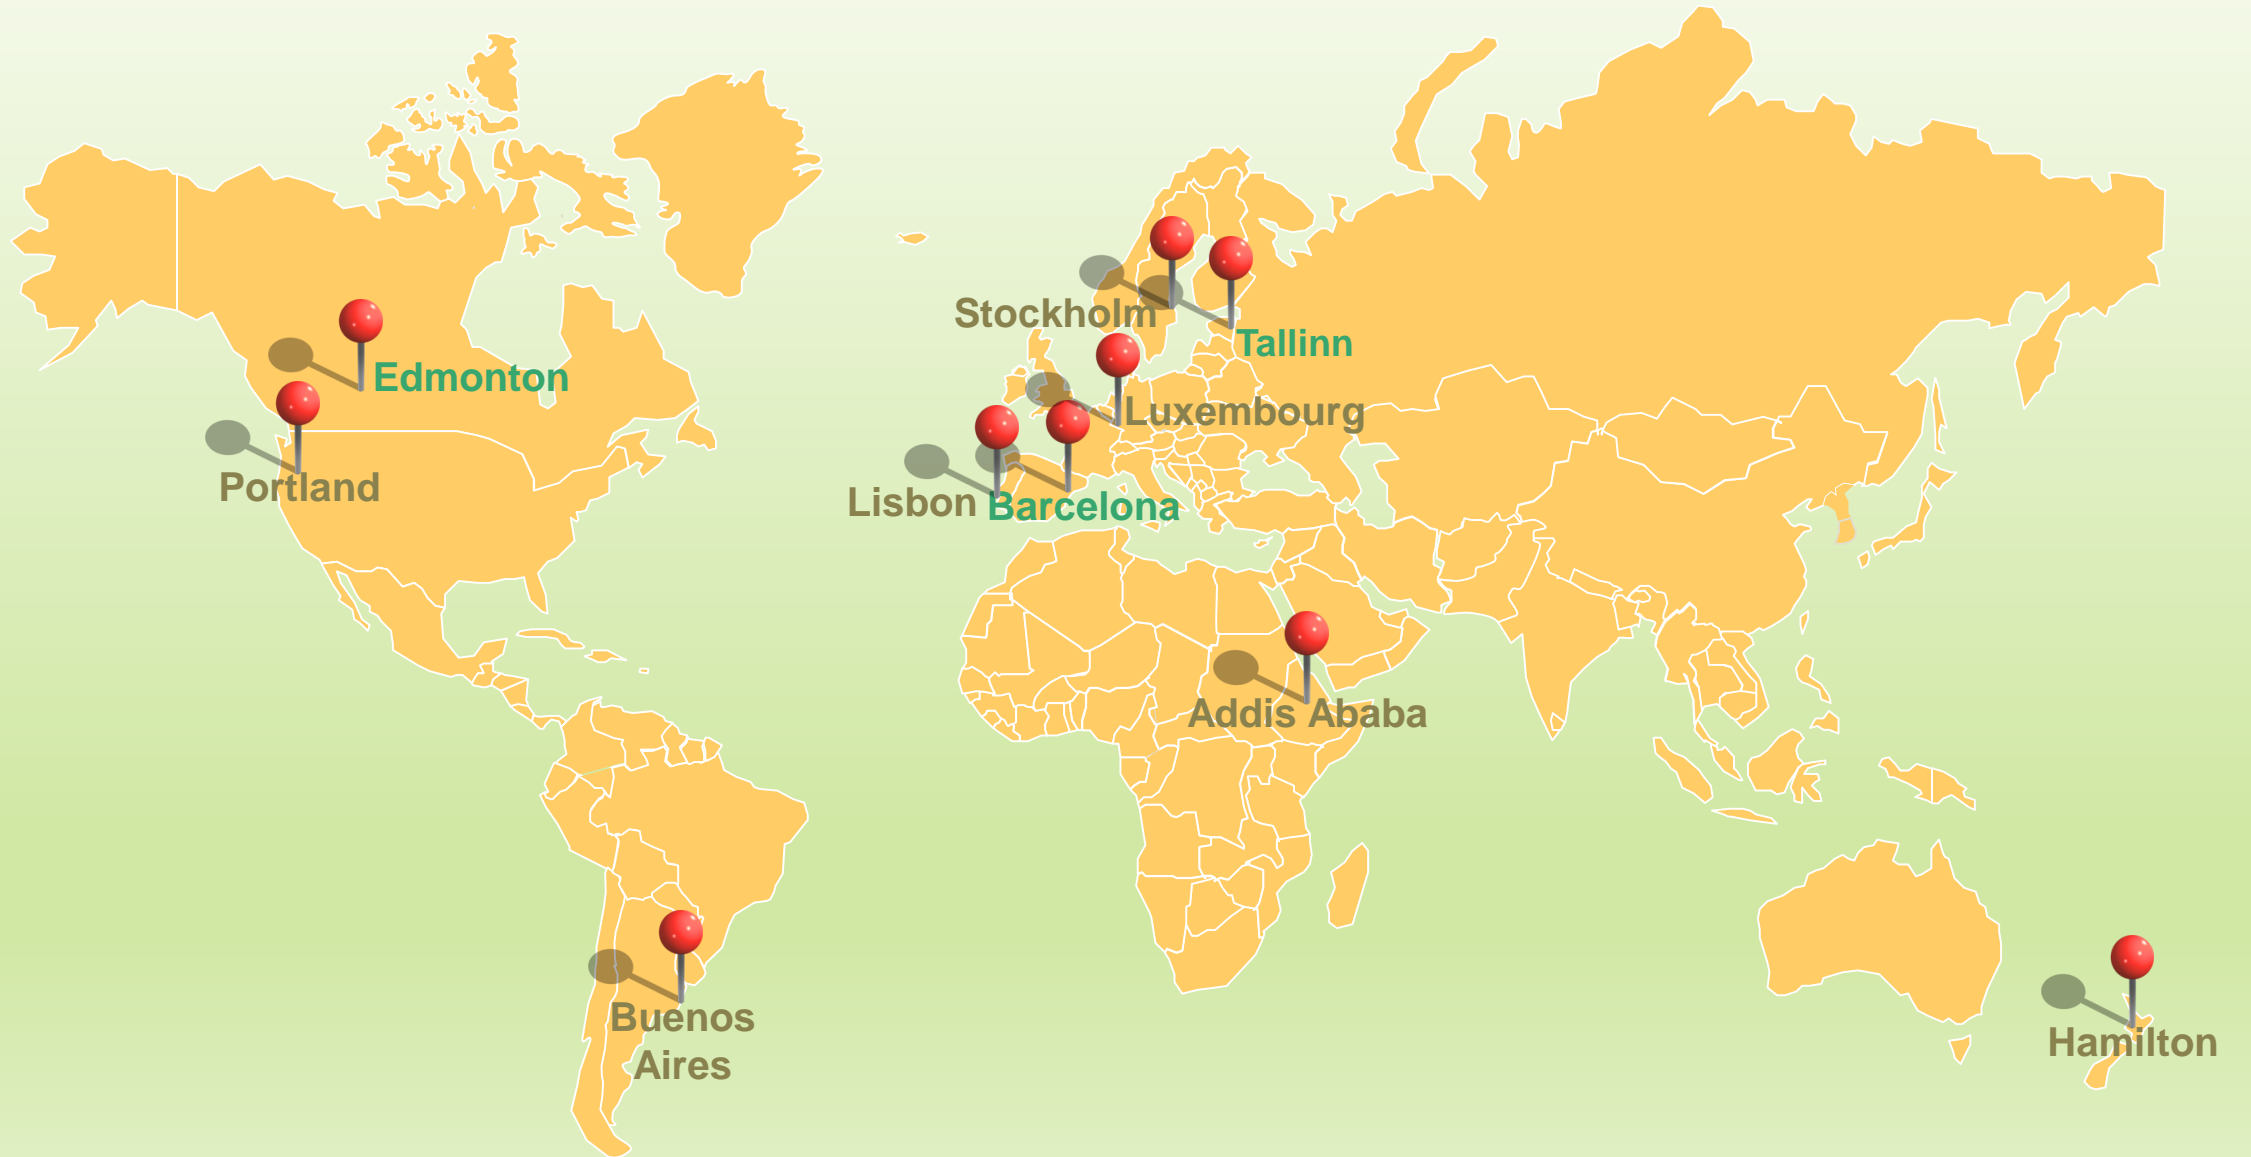 Stockholm
Tallinn
Edmonton
Luxembourg
Portland
Lisbon
Barcelona
Addis Ababa
Buenos
Aires
Hamilton